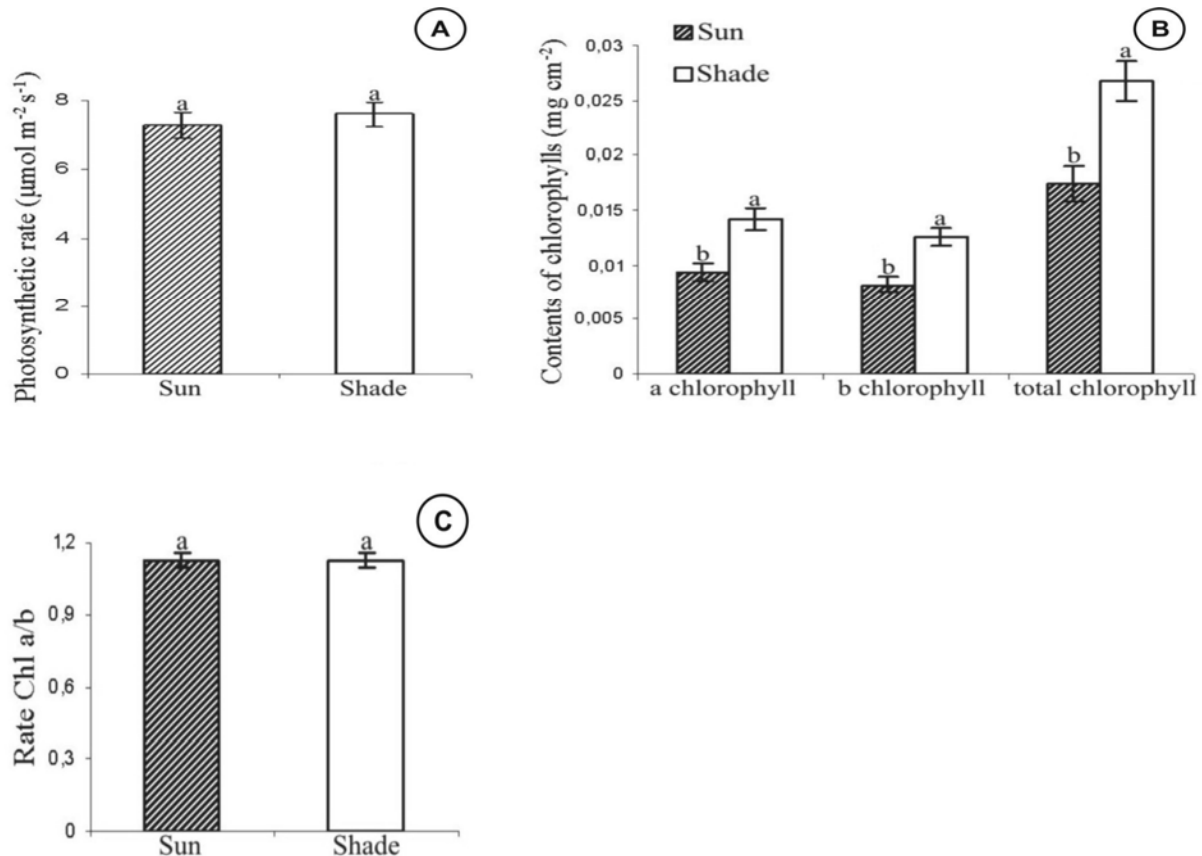 A
Photosynthetic rate (µmol m⁻² s⁻¹)
8
6
4
2
0
a
a
Sun
Shade
B
Sun
Shade
Contents of chlorophylls (mg cm⁻²)
0,03
0,025
0,02
0,015
0,01
0,005
0
b
a
b
a
b
a
a chlorophyll
b chlorophyll
total chlorophyll
C
Rate Chl a/b
1,2
0,9
0,6
0,3
0
a
a
Sun
Shade